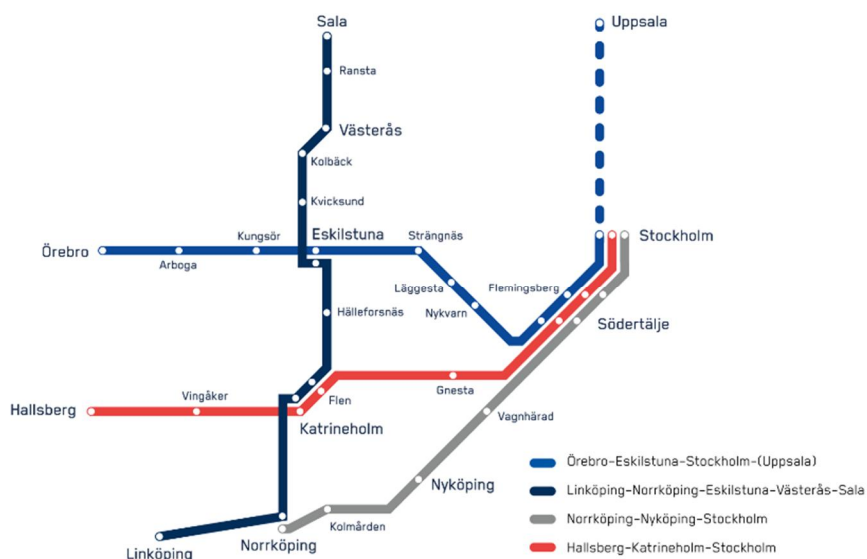 Sala
Uppsala
Ransta
Västerås
Kolbäck
Kvicksund
Kungsör
Eskilstuna
Strängnäs
Stockholm
Örebro
Arboga
Läggesta
Flemingsberg
Nykvarn
Hälleforsnäs
Södertälje
Gnesta
Vingåker
Flen
Hallsberg
Katrineholm
Vagnhärad
Örebro-Eskilstuna-Stockholm-(Uppsala)
Nyköping
Linköping-Norrköping-Eskilstuna-Västerås-Sala
Norrköping-Nyköping-Stockholm
Kolmården
Norrköping
Linköping
Hallsberg-Katrineholm-Stockholm